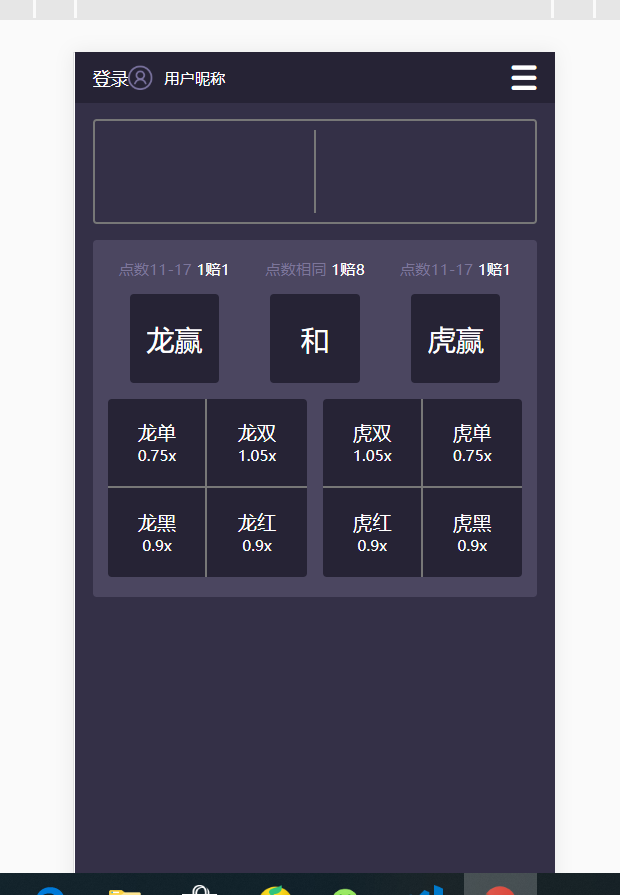 登录 用户昵称
点数11-17 1赔1 点数相同 1赔8 点数11-17 1赔1
龙赢 和 虎赢
龙单 龙双 虎双 虎单
0.75x 1.05x 1.05x 0.75x
龙黑 龙红 虎红 虎黑
0.9x 0.9x 0.9x 0.9x